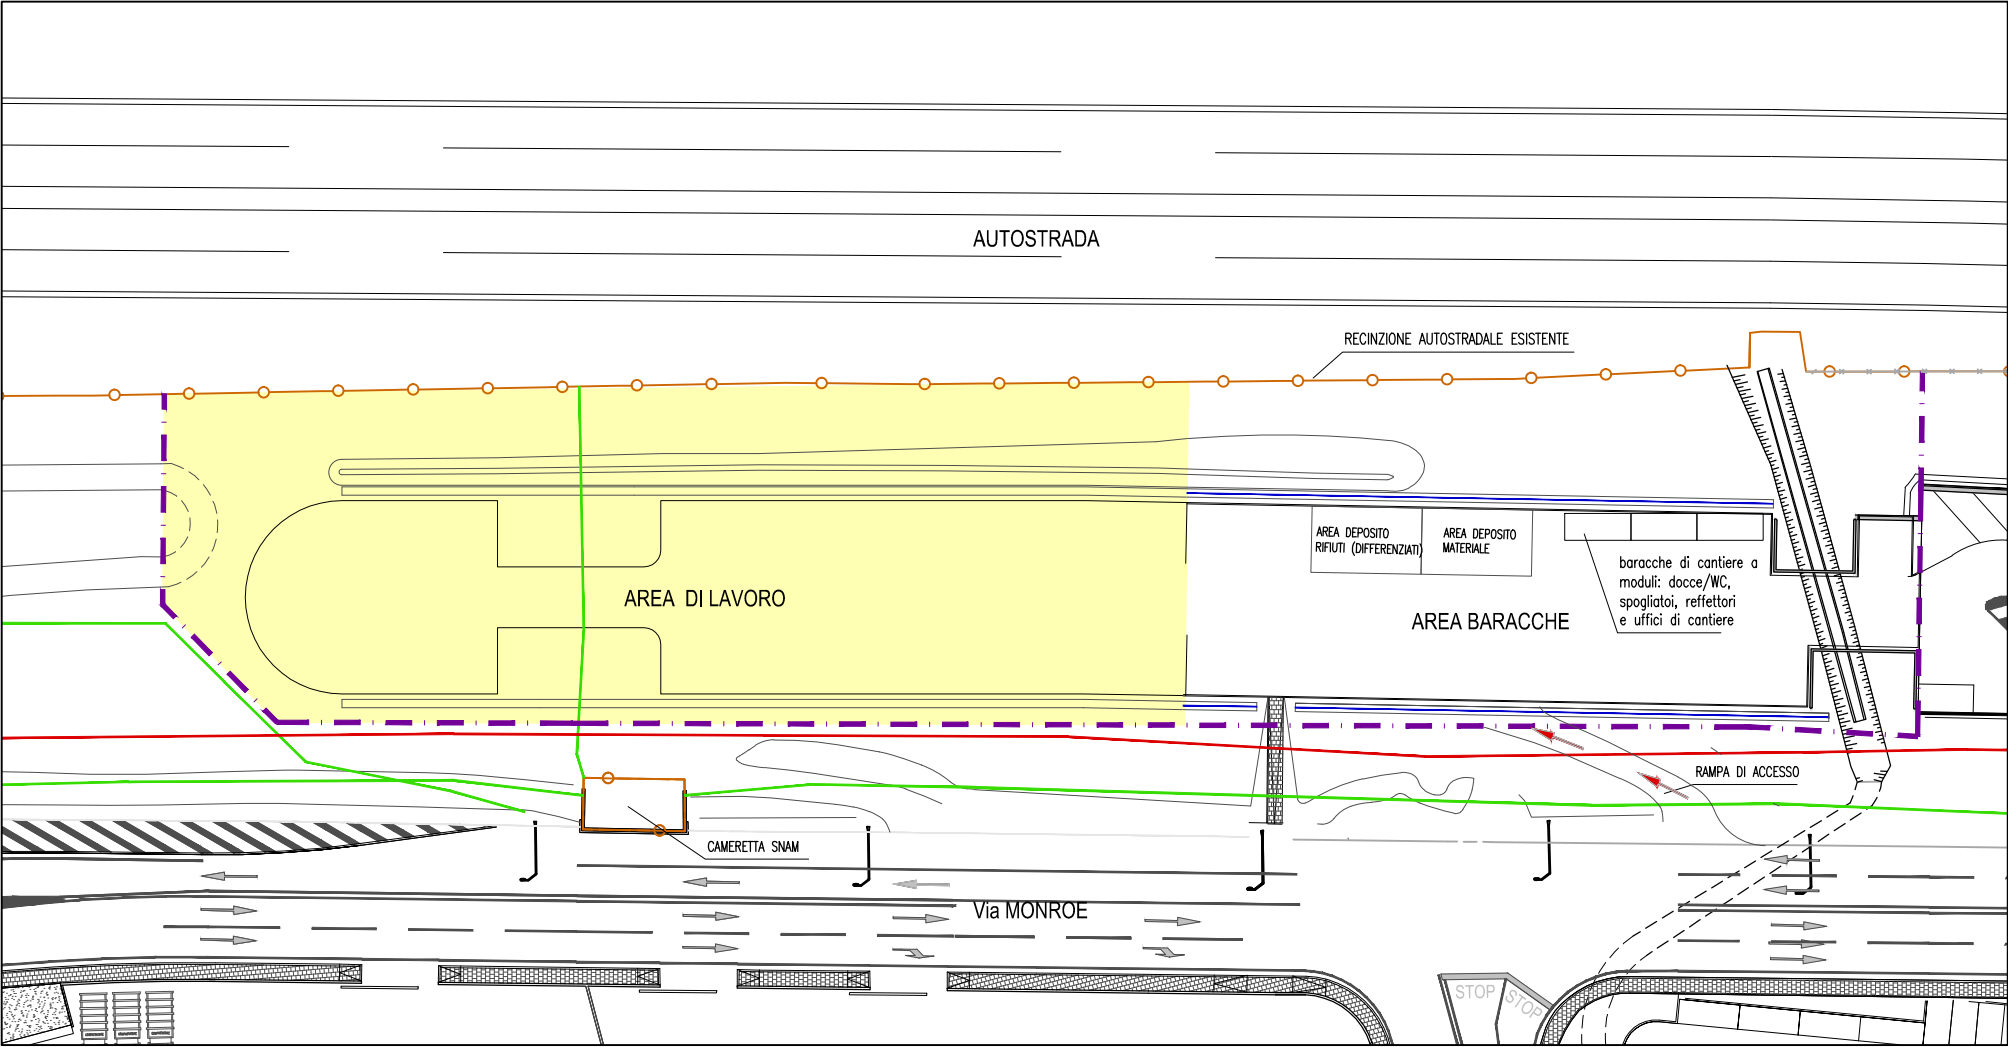 AUTOSTRADA
RECINZIONE AUTOSTRADALE ESISTENTE
AREA DEPOSITO
RIFIUTI (DIFFERENZIATI)
AREA DEPOSITO
MATERIALE
baracche di cantiere a
moduli: docce/WC,
spogliatoi, reffettori
e uffici di cantiere
AREA DI LAVORO
AREA BARACCHE
RAMPA DI ACCESSO
CAMERETTA SNAM
Via MONROE
STOP
STOP